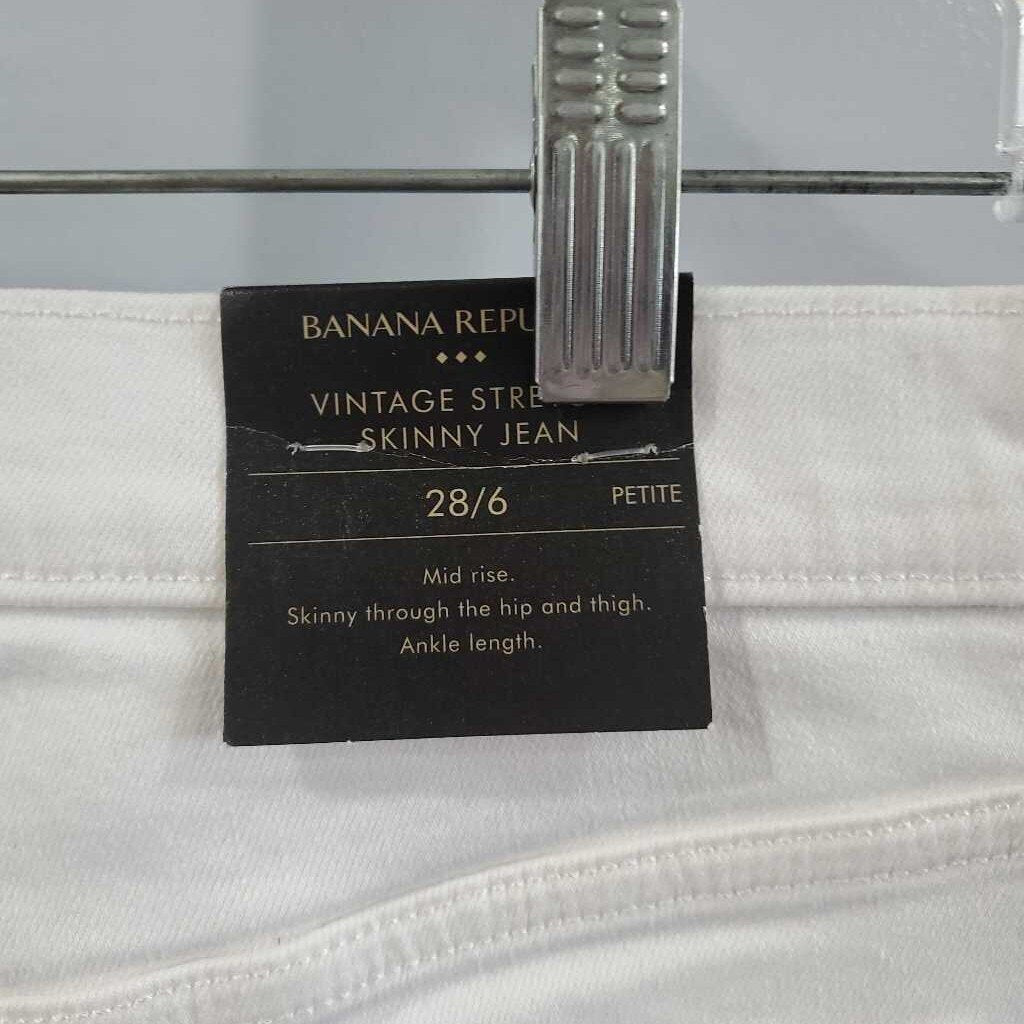 BANANA REPU
VINTAGE STRE
SKINNY JEAN
28/6 PETITE
Mid rise.
Skinny through the hip and thigh.
Ankle length.